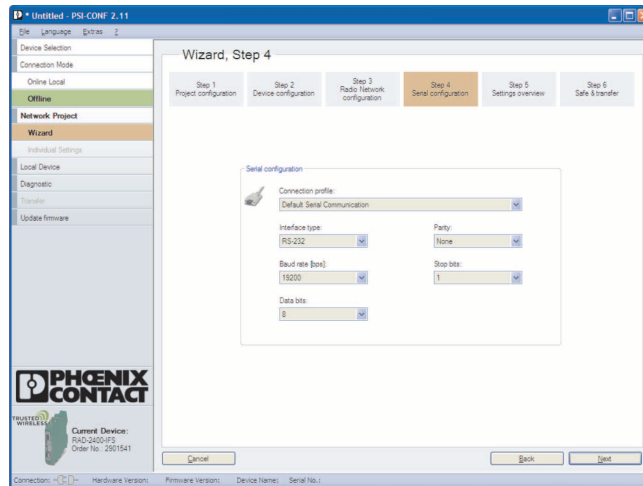 * Untitled - PSI-CONF 2.11
File Language Extras ?
Device Selection
Connection Mode
Online Local
Offline
Network Project
Wizard
Individual Settings
Local Device
Diagnostic
Transfer
Update firmware
Wizard, Step 4
Step 1
Project configuration
Step 2
Device configuration
Step 3
Radio Network
configuration
Step 4
Serial configuration
Step 5
Settings overview
Step 6
Safe & transfer
Serial configuration
Connection profile:
Default Serial Communication
Interface type:
Parity:
RS-232
None
Baud rate [bps]:
Stop bits:
19200
1
Data bits:
8
PHŒNIX
CONTACT
TRUSTED
WIRELESS
Current Device:
RAD-2400-IFS
Order No.: 2901541
Cancel
Back
Next
Connection: Hardware Version: Firmware Version: Device Name: Serial No.: